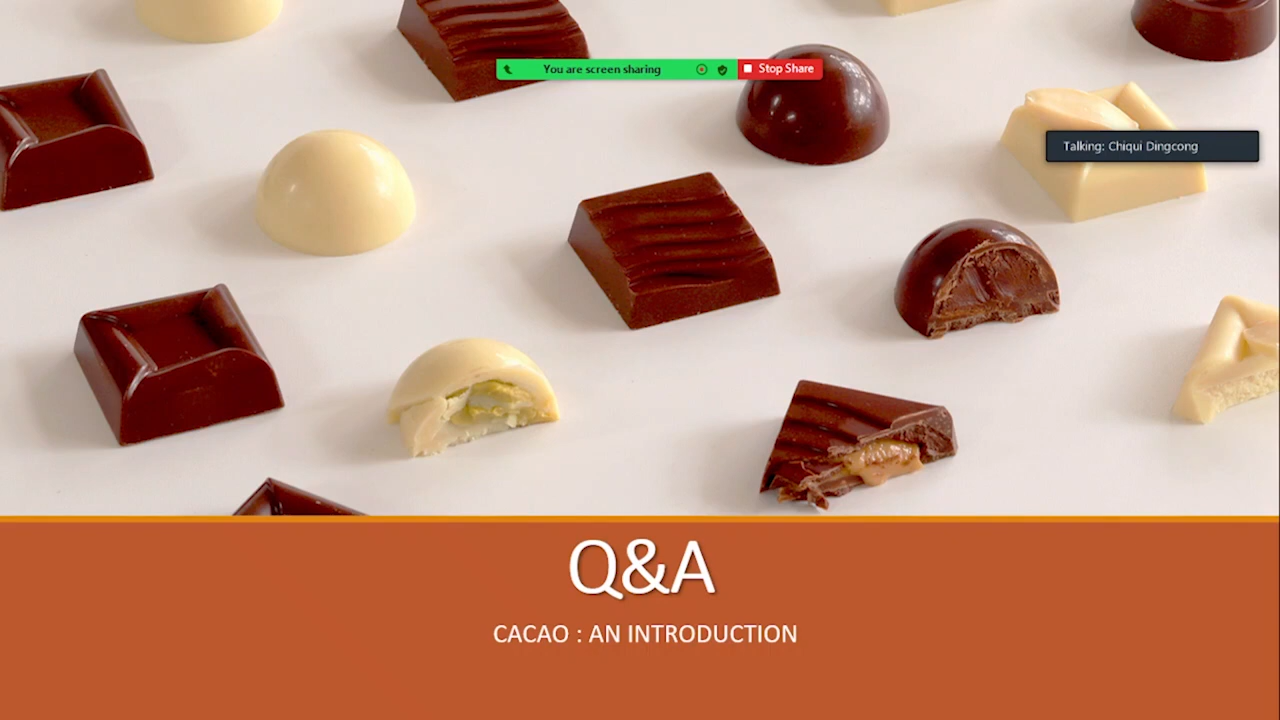 You are screen sharing
Stop Share
Talking: Chiqui Dingcong
Q&A
CACAO : AN INTRODUCTION